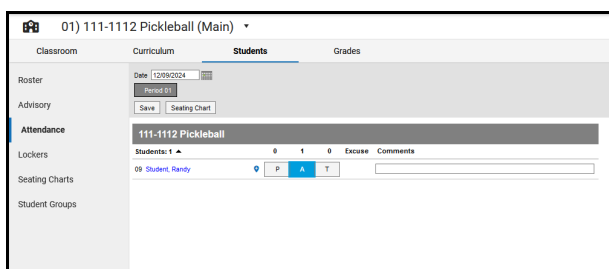 01) 111-1112 Pickleball (Main)
Classroom Curriculum Students Grades
Roster
Advisory
Attendance
Lockers
Seating Charts
Student Groups
Date 12/09/2024
Period 01
Save Seating Chart
111-1112 Pickleball
Students: 1 0 1 0 Excuse Comments
09 Student, Randy P A T